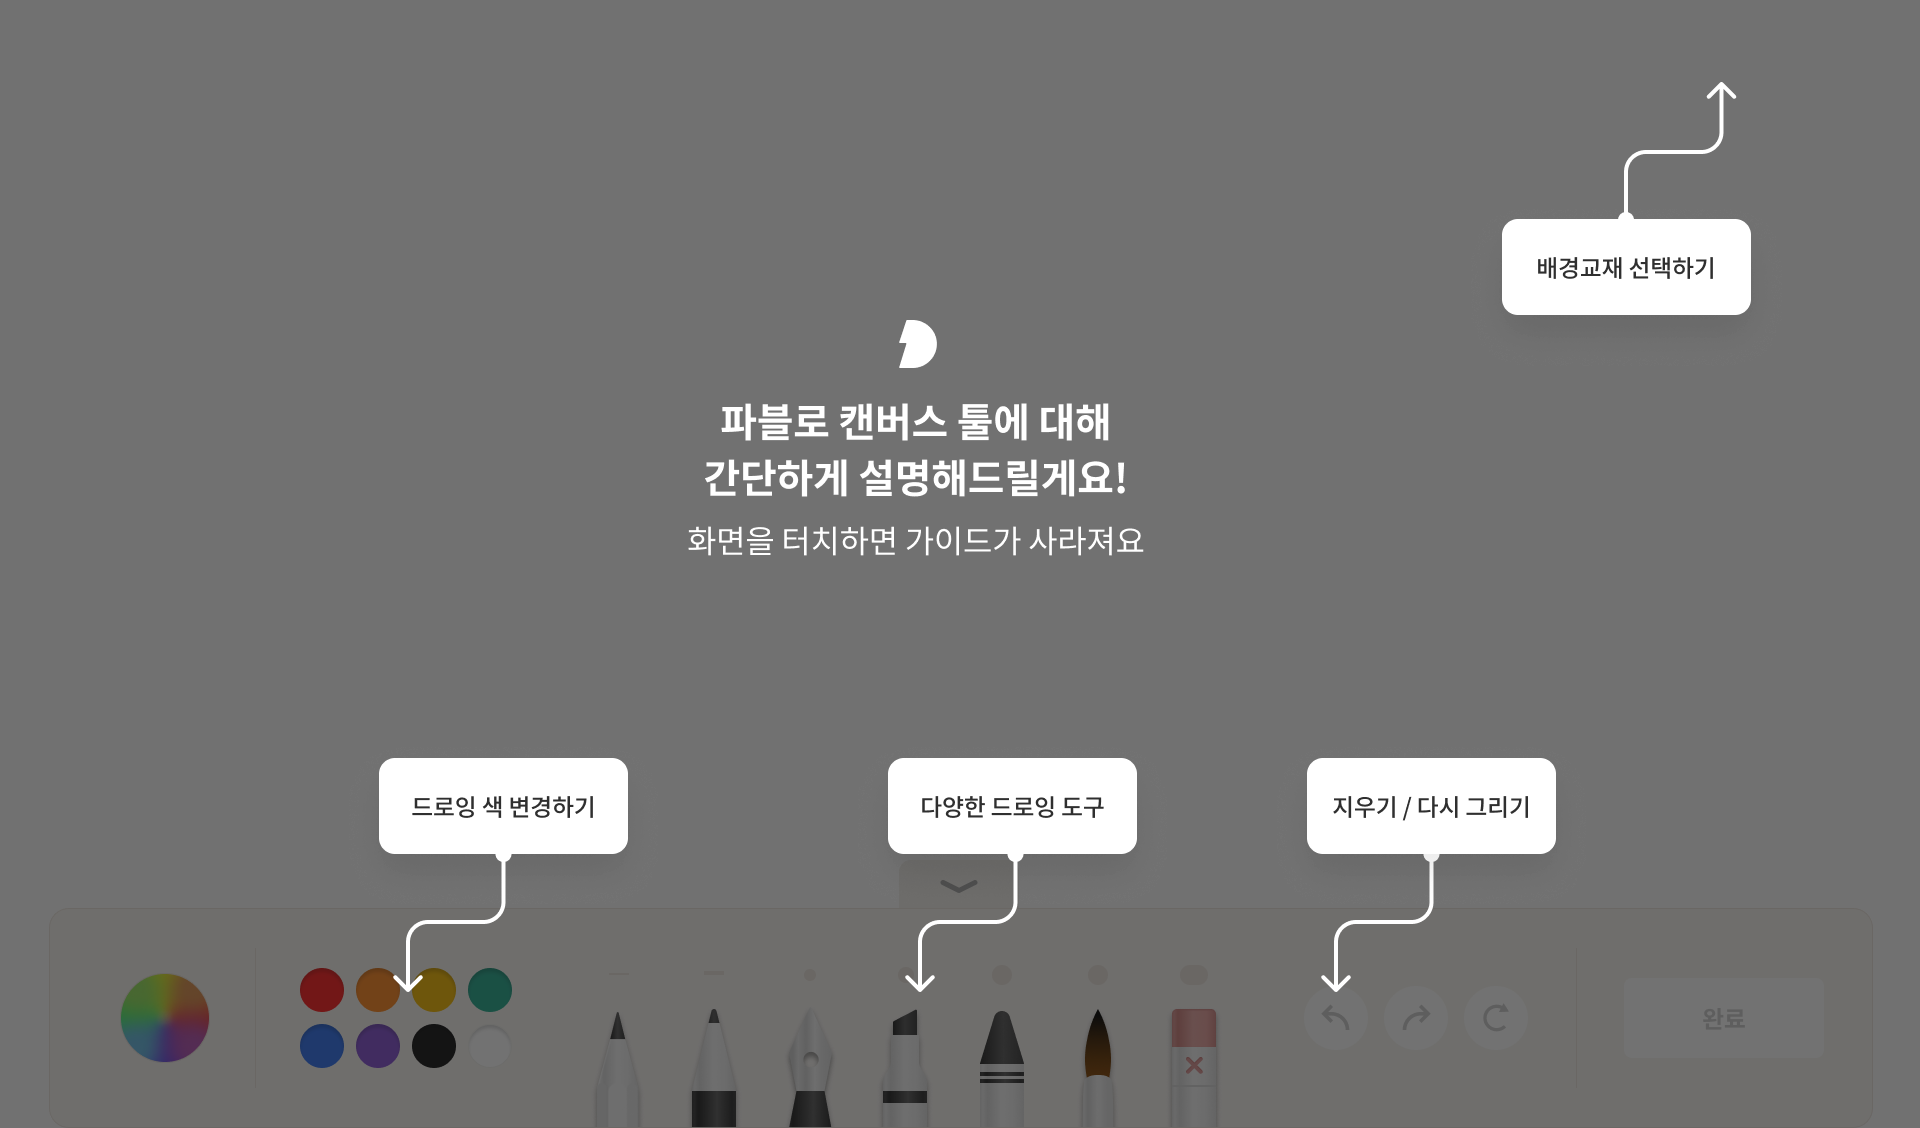 배경교재 선택하기
파블로 캔버스 툴에 대해
간단하게 설명해드릴게요!
화면을 터치하면 가이드가 사라져요
드로잉 색 변경하기
다양한 드로잉 도구
지우기 / 다시 그리기
완료